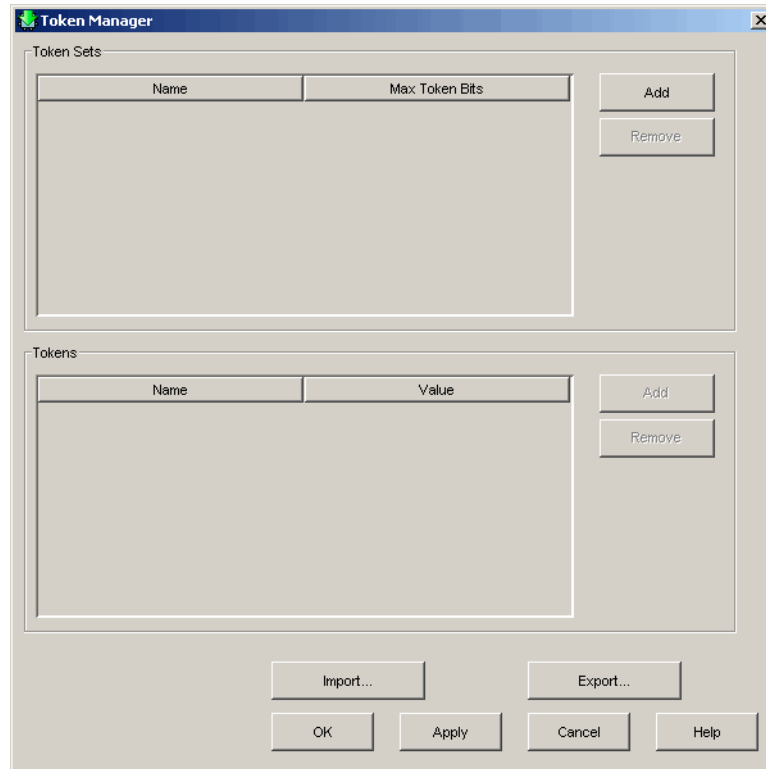 Token Manager
Token Sets
Name Max Token Bits
Add
Remove
Tokens
Name Value
Add
Remove
Import... Export...
OK Apply Cancel Help